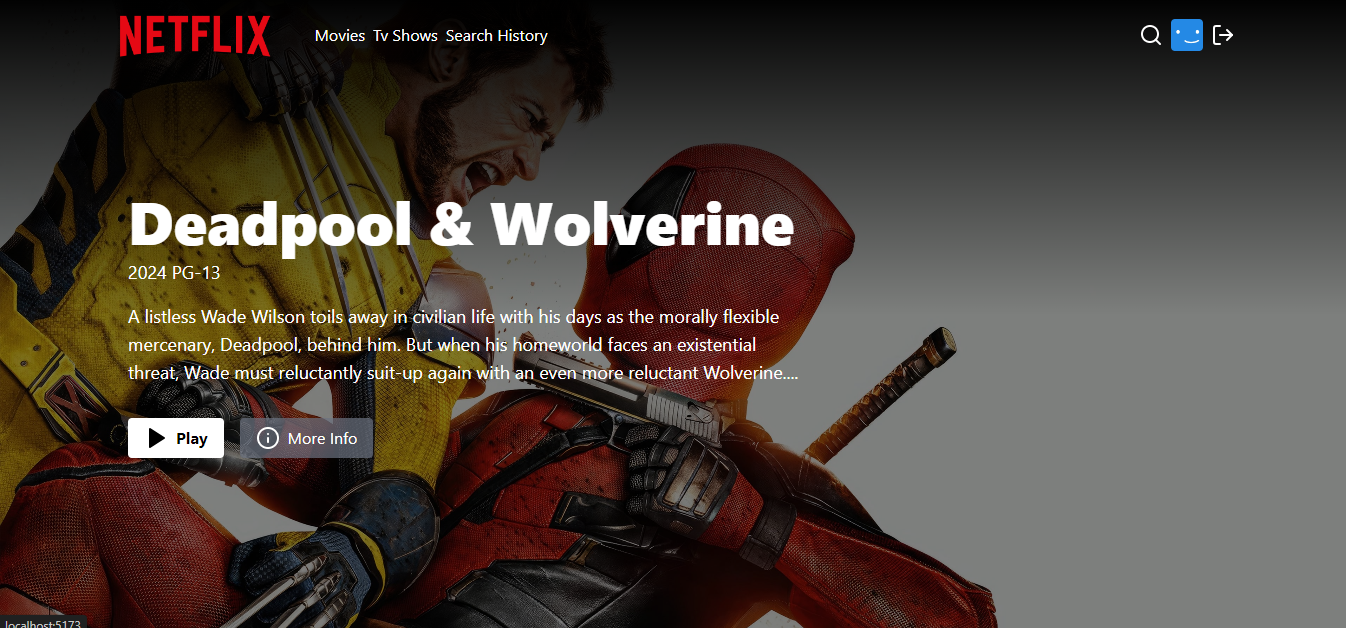 NETFLIX Movies Tv Shows Search History
Deadpool & Wolverine
2024 PG-13
A listless Wade Wilson toils away in civilian life with his days as the morally flexible
mercenary, Deadpool, behind him. But when his homeworld faces an existential
threat, Wade must reluctantly suit-up again with an even more reluctant Wolverine....
Play More Info
localhost:5173